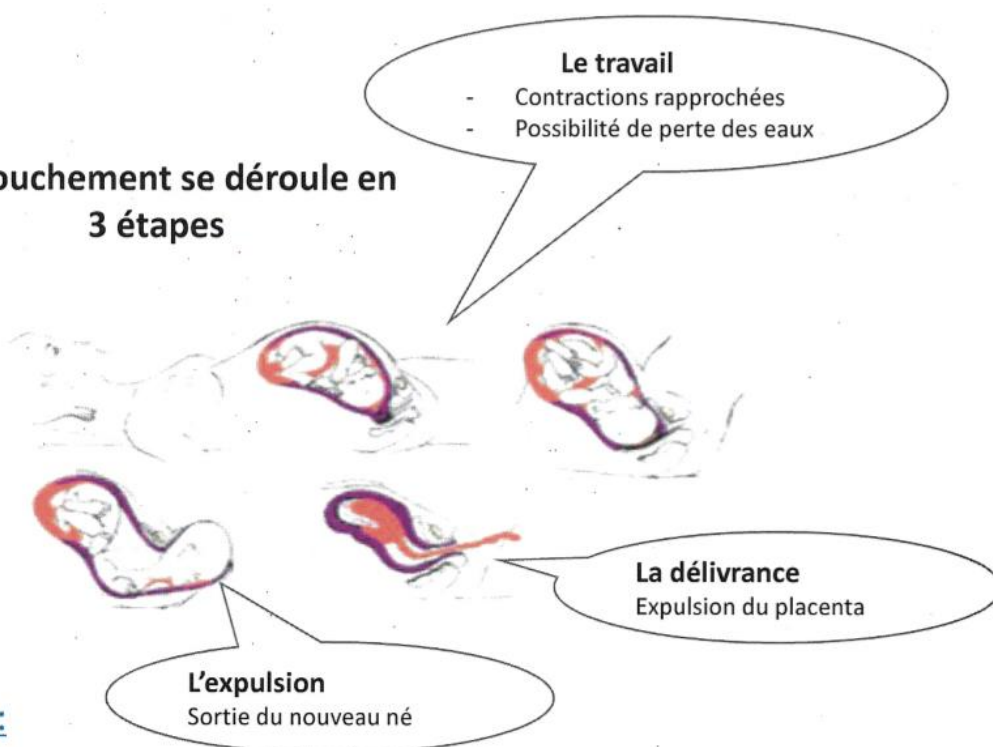 Le travail
- Contractions rapprochées
- Possibilité de perte des eaux
se déroule en
3 étapes
La délivrance
Expulsion du placenta
L'expulsion
Sortie du nouveau né
: